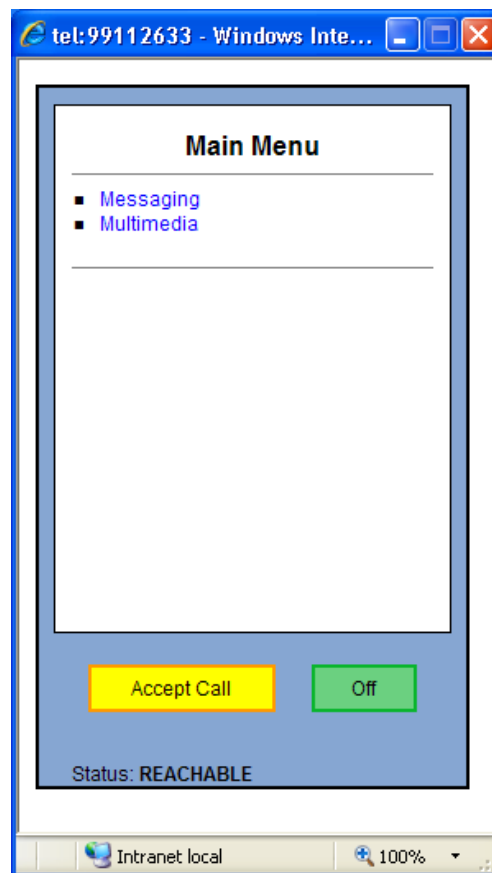 tel:99112633 - Windows Inte...
Main Menu
Messaging
Multimedia
Accept Call
Off
Status: REACHABLE
Intranet local
100%